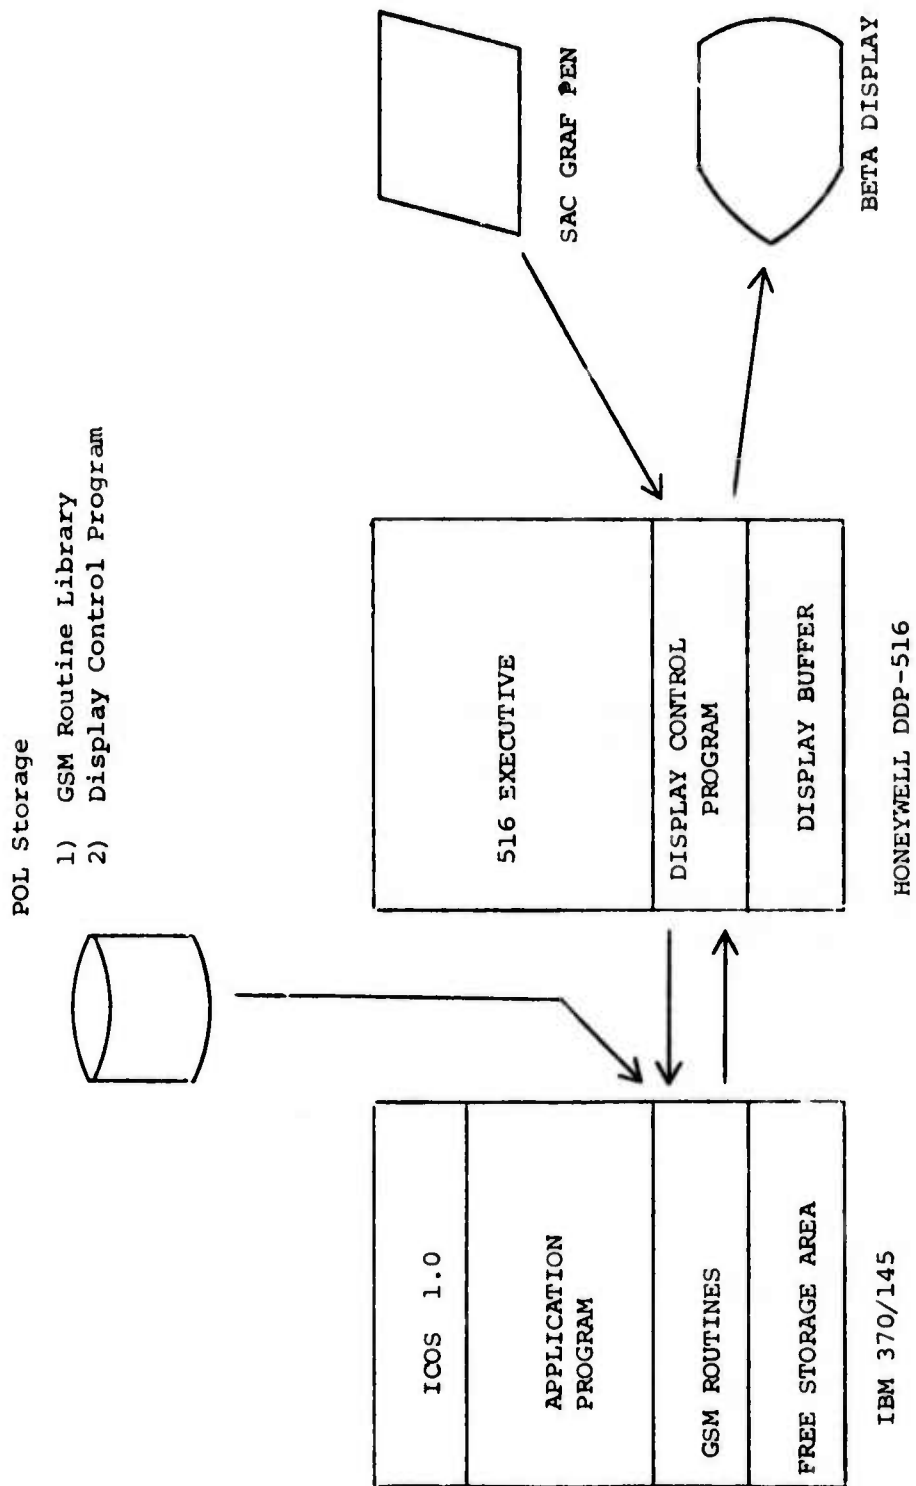 POL Storage
1) GSM Routine Library
2) Display Control Program
ICOS 1.0
APPLICATION
PROGRAM
GSM ROUTINES
FREE STORAGE AREA
IBM 370/145
516 EXECUTIVE
DISPLAY CONTROL
PROGRAM
DISPLAY BUFFER
HONEYWELL DDP-516
SAC GRAF PEN
BETA DISPLAY